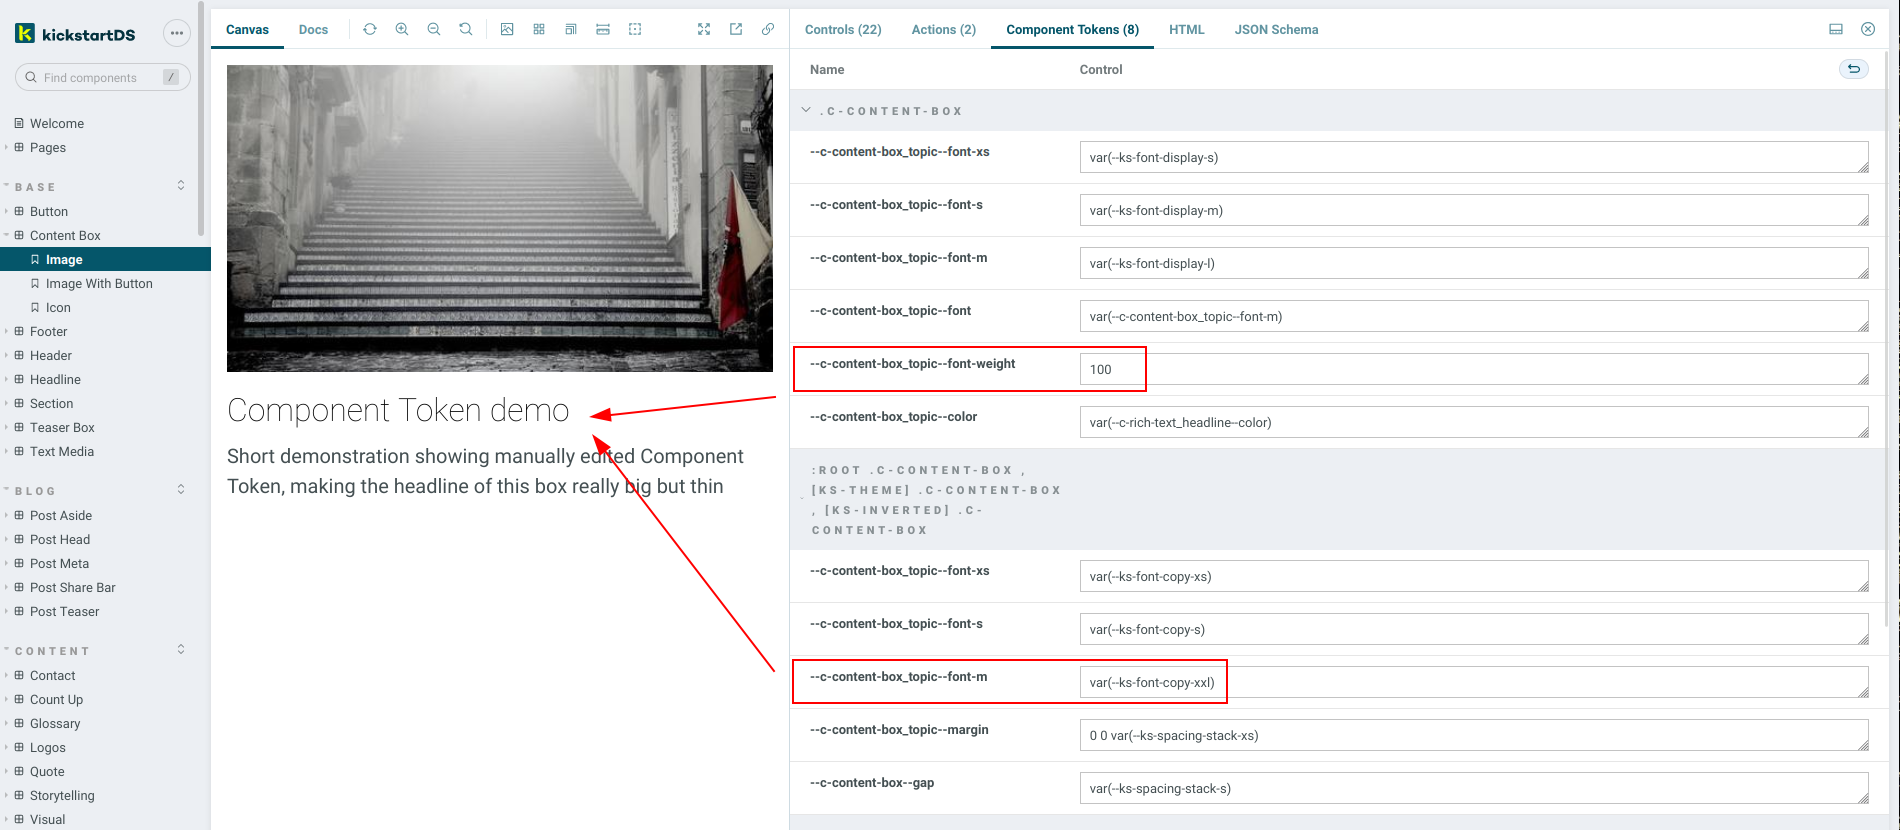 kickstartDS
Find components
/
Welcome
Pages
BASE
Button
Content Box
Image
Image With Button
Icon
Footer
Header
Headline
Section
Teaser Box
Text Media
BLOG
Post Aside
Post Head
Post Meta
Post Share Bar
Post Teaser
CONTENT
Contact
Count Up
Glossary
Logos
Quote
Storytelling
Visual
Canvas
Docs
Component Token demo
Short demonstration showing manually edited Component
Token, making the headline of this box really big but thin
Controls (22)
Actions (2)
Component Tokens (8)
HTML
JSON Schema
Name
Control
.C-CONTENT-BOX
--c-content-box_topic--font-xs
var(--ks-font-display-s)
--c-content-box_topic--font-s
var(--ks-font-display-m)
--c-content-box_topic--font-m
var(--ks-font-display-l)
--c-content-box_topic--font
var(--c-content-box_topic--font-m)
--c-content-box_topic--font-weight
100
--c-content-box_topic--color
var(--c-rich-text_headline--color)
:ROOT .C-CONTENT-BOX ,
[KS-THEME] .C-CONTENT-BOX
, [KS-INVERTED] .C-
CONTENT-BOX
--c-content-box_topic--font-xs
var(--ks-font-copy-xs)
--c-content-box_topic--font-s
var(--ks-font-copy-s)
--c-content-box_topic--font-m
var(--ks-font-copy-xxl)
--c-content-box_topic--margin
0 0 var(--ks-spacing-stack-xs)
--c-content-box--gap
var(--ks-spacing-stack-s)